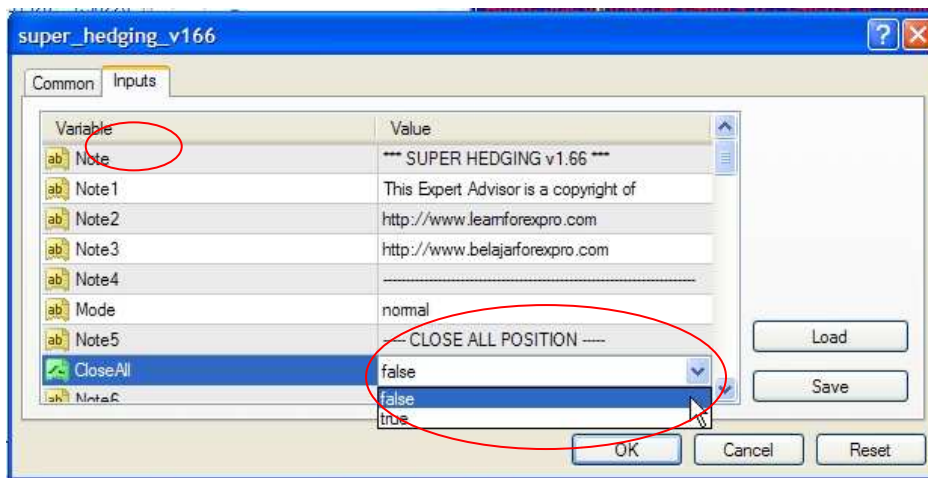 super_hedging_v166
Common Inputs
Variable Value
Note *** SUPER HEDGING v1.66 ***
Note1 This Expert Advisor is a copyright of
Note2 http://www.learnforexpro.com
Note3 http://www.belajarforexpro.com
Note4 ----------------------------------------------------------------------
Mode normal
Note5 ---- CLOSE ALL POSITION -----
Load
CloseAll false
Save
Note6 false
true
OK Cancel Reset